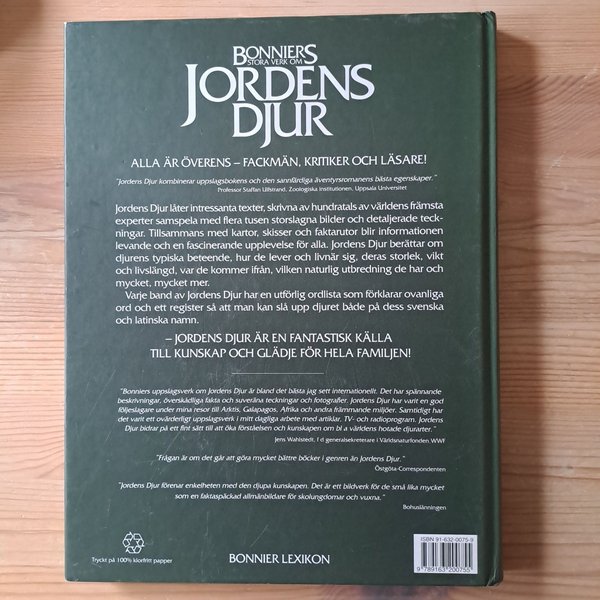 BONNIERS
STORA VERK OM
JORDENS
DJUR
ALLA ÄR ÖVERENS – FACKMÄN, KRITIKER OCH LÄSARE!
"Jordens Djur kombinerar uppslagsbokens och den sannfärdiga äventyrsromanens bästa egenskaper."
Professor Staffan Ulfstrand, Zoologiska institutionen, Uppsala Universitet
Jordens Djur låter intressanta texter, skrivna av hundratals av världens främsta
experter samspela med flera tusen storslagna bilder och detaljerade teck-
ningar. Tillsammans med kartor, skisser och faktarutor blir informationen
levande och en fascinerande upplevelse för alla. Jordens Djur berättar om
djurens typiska beteende, hur de lever och livnär sig, deras storlek, vikt
och livslängd, var de kommer ifrån, vilken naturlig utbredning de har och
mycket, mycket mer.
Varje band av Jordens Djur har en utförlig ordlista som förklarar ovanliga
ord och ett register så att man kan slå upp djuret både på dess svenska
och latinska namn.
– JORDENS DJUR ÄR EN FANTASTISK KÄLLA
TILL KUNSKAP OCH GLÄDJE FÖR HELA FAMILJEN!
"Bonniers uppslagsverk om Jordens Djur är bland det bästa jag sett internationellt. Det har spännande
beskrivningar, överskådliga fakta och suveräna teckningar och fotografier. Jordens Djur har varit en god
följeslagare under mina resor till Arktis, Galapagos, Afrika och andra främmande miljöer. Samtidigt har
det varit ett ovärderligt uppslagsverk i mitt dagliga arbete med artiklar, TV- och radioprogram. Jordens
Djur bidrar på ett fint sätt till att öka förståelsen och kunskapen om bl a världens hotade djurarter."
Jens Wahlstedt, f d generalsekreterare i Världsnaturfonden WWF
"Frågan är om det går att göra mycket bättre böcker i genren än Jordens Djur."
Östgöta-Correspondenten
"Jordens Djur förenar enkelheten med den djupa kunskapen. Det är ett bildverk för de små lika mycket
som en faktaspäckad allmänbildare för skolungdomar och vuxna."
Bohusläningen
Tryckt på 100% klorfritt papper
BONNIER LEXIKON
ISBN 91-632-0075-9
9 789163 200755